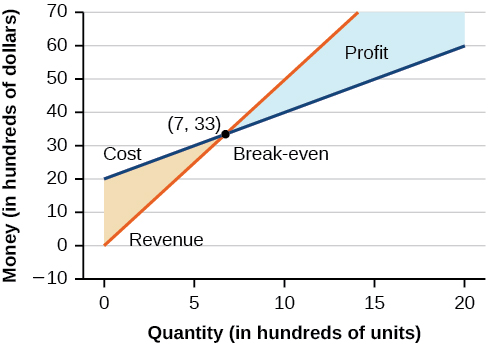 Money (in hundreds of dollars)
70
60
50
40
30
20
10
0
−10
Profit
(7, 33)
Cost
Break-even
Revenue
0 5 10 15 20
Quantity (in hundreds of units)